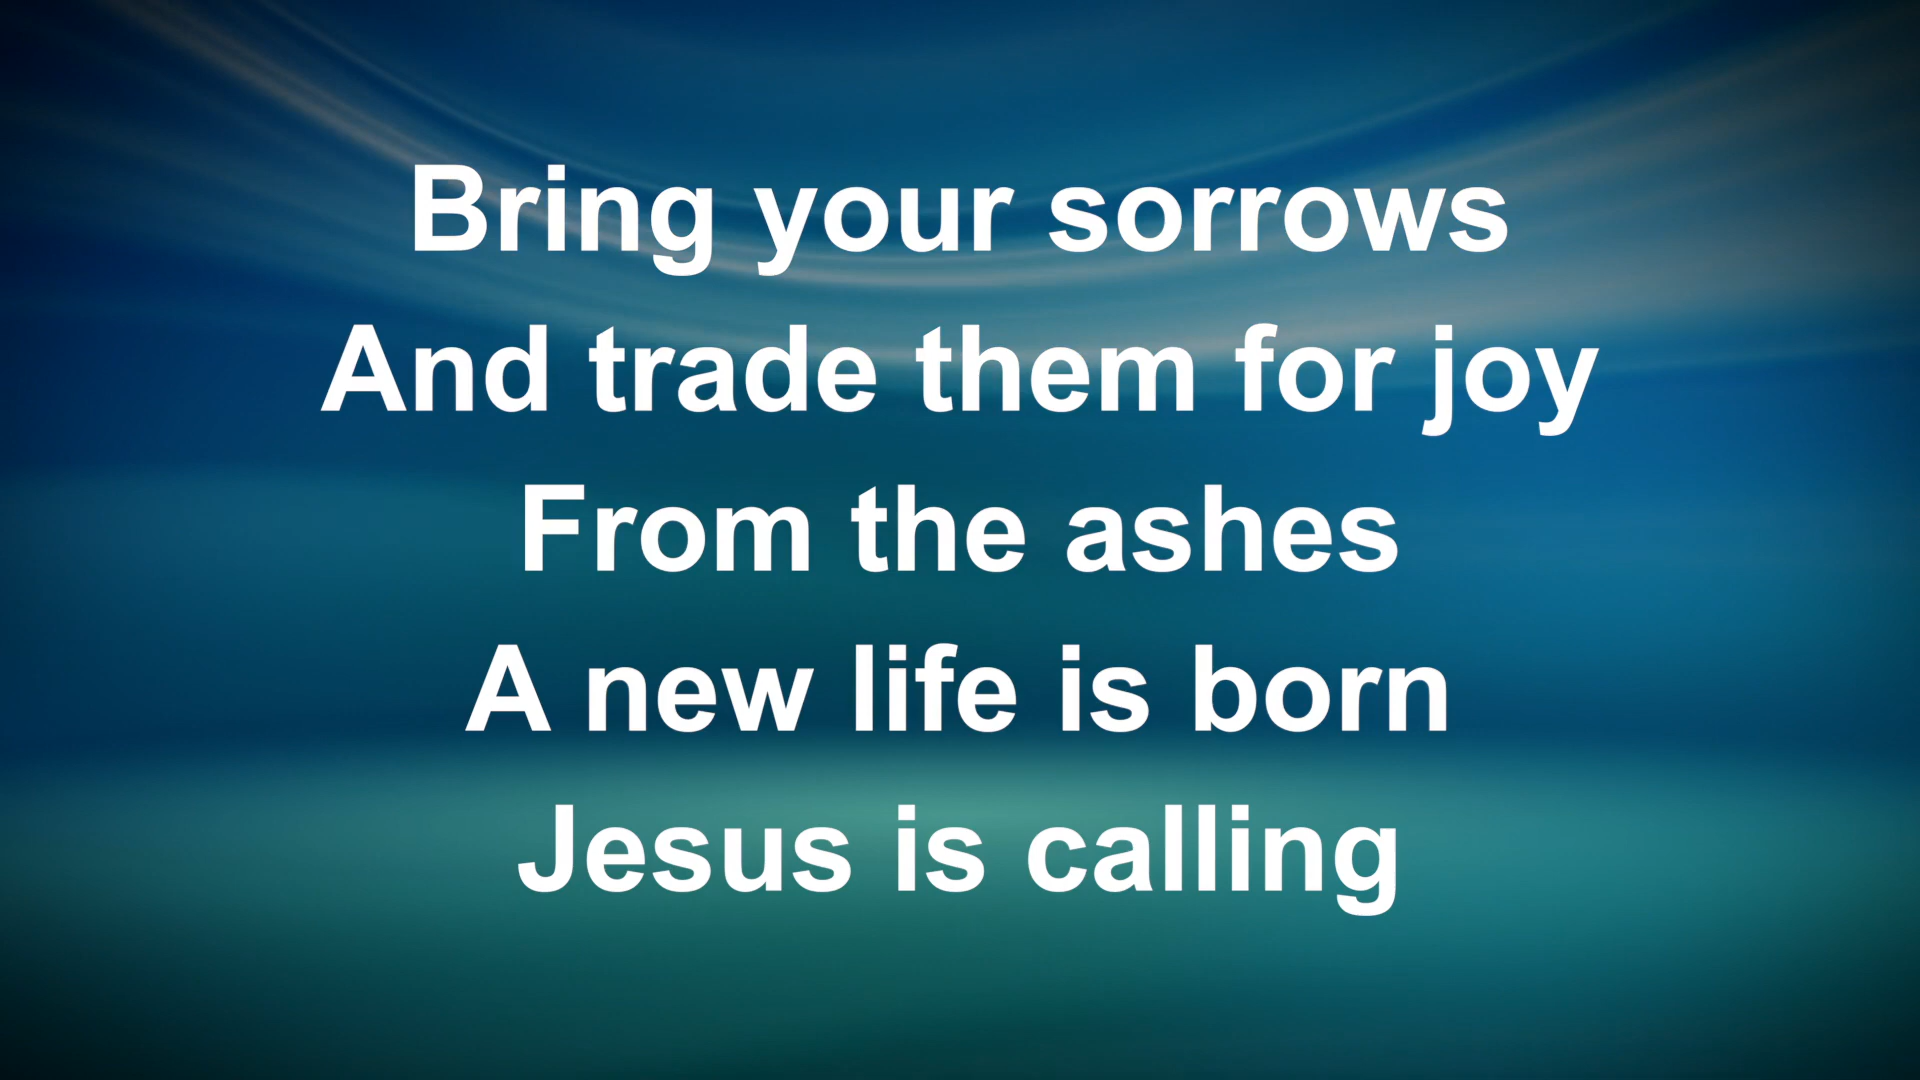 Bring your sorrows
And trade them for joy
From the ashes
A new life is born
Jesus is calling